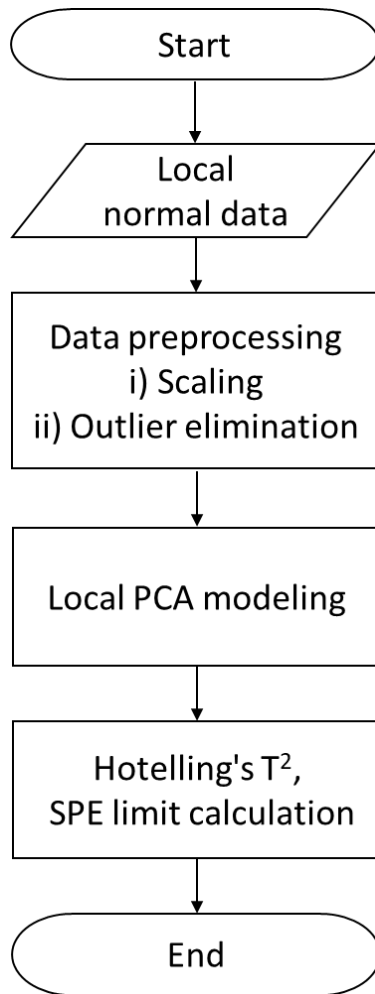 Start
Local
normal data
Data preprocessing
i) Scaling
ii) Outlier elimination
Local PCA modeling
Hotelling's T²,
SPE limit calculation
End